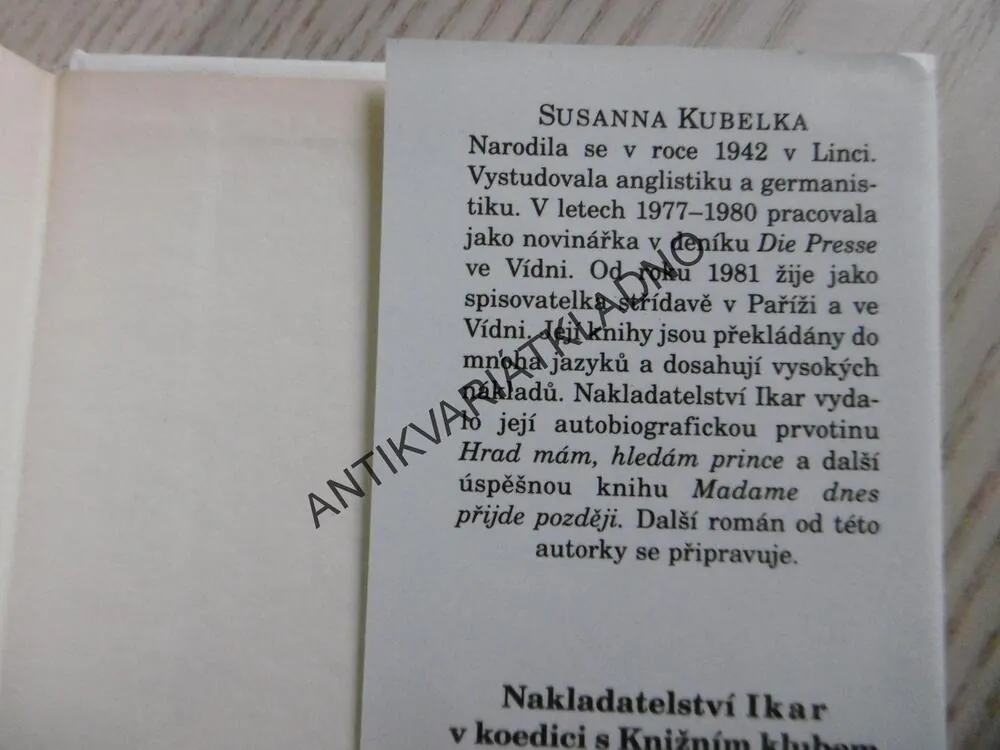 SUSANNA KUBELKA
Narodila se v roce 1942 v Linci.
Vystudovala anglistiku a germanis-
tiku. V letech 1977–1980 pracovala
jako novinářka v deníku Die Presse
ve Vídni. Od roku 1981 žije jako
spisovatelka střídavě v Paříži a ve
Vídni. Její knihy jsou překládány do
mnoha jazyků a dosahují vysokých
nákladů. Nakladatelství Ikar vyda-
lo její autobiografickou prvotinu
Hrad mám, hledám prince a další
úspěšnou knihu Madame dnes
přijde později. Další román od této
autorky se připravuje.
Nakladatelství Ikar
v koedici s Knižním klubem
ANTIKVARIÁTKLADNO